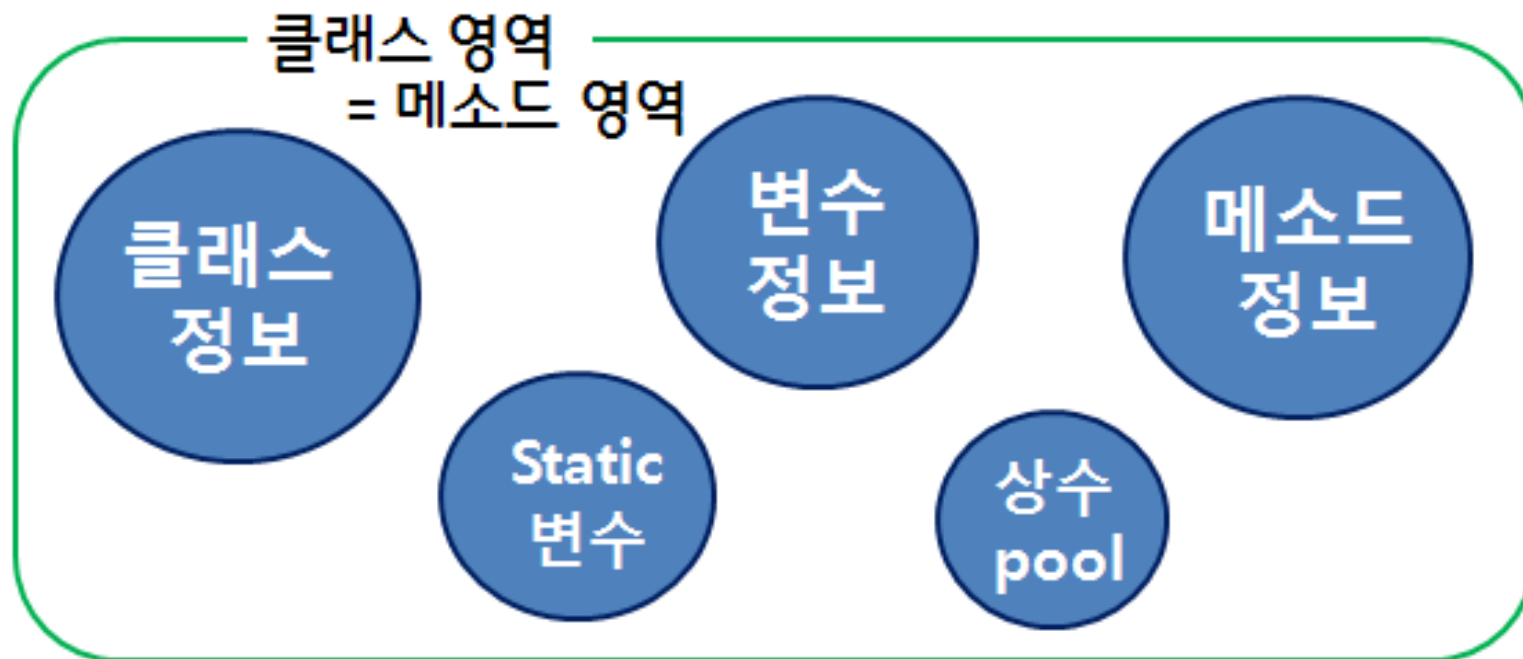 클래스 영역
= 메소드 영역
클래스
정보
변수
정보
메소드
정보
Static
변수
상수
pool